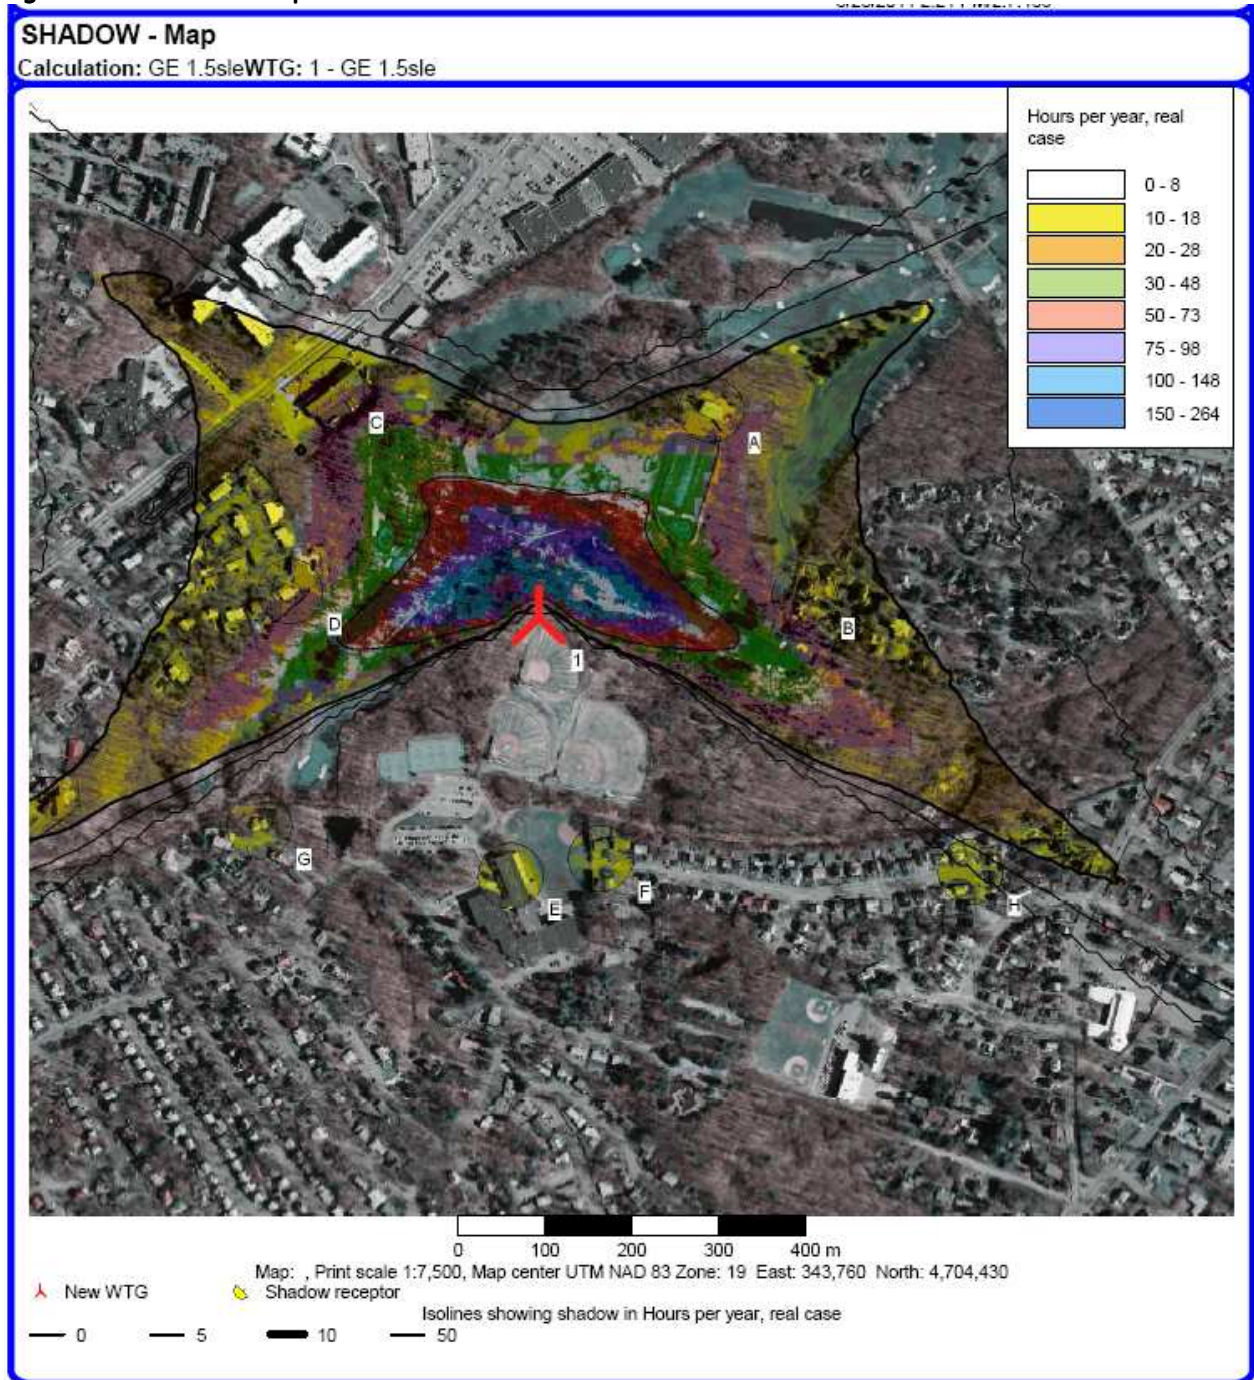 SHADOW - Map
Calculation: GE 1.5sleWTG: 1 - GE 1.5sle
Hours per year, real
case
0 - 8
10 - 18
20 - 28
30 - 48
50 - 73
75 - 98
100 - 148
150 - 264
C
A
D
B
1
G
E
F
H
0 100 200 300 400 m
Map: , Print scale 1:7,500, Map center UTM NAD 83 Zone: 19 East: 343,760 North: 4,704,430
New WTG Shadow receptor
Isolines showing shadow in Hours per year, real case
0 5 10 50